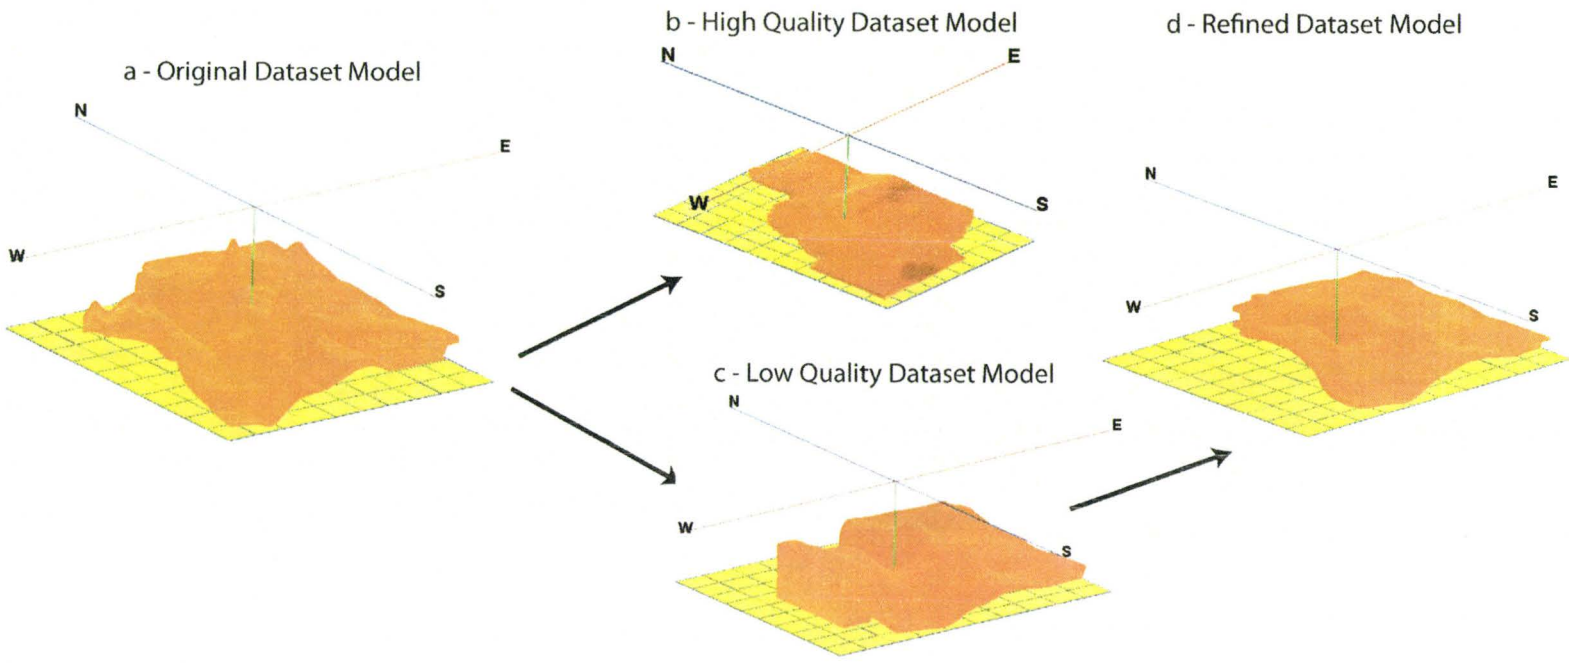 a - Original Dataset Model
N
E
W
S
b - High Quality Dataset Model
N
E
W
S
c - Low Quality Dataset Model
N
E
W
S
d - Refined Dataset Model
N
E
W
S